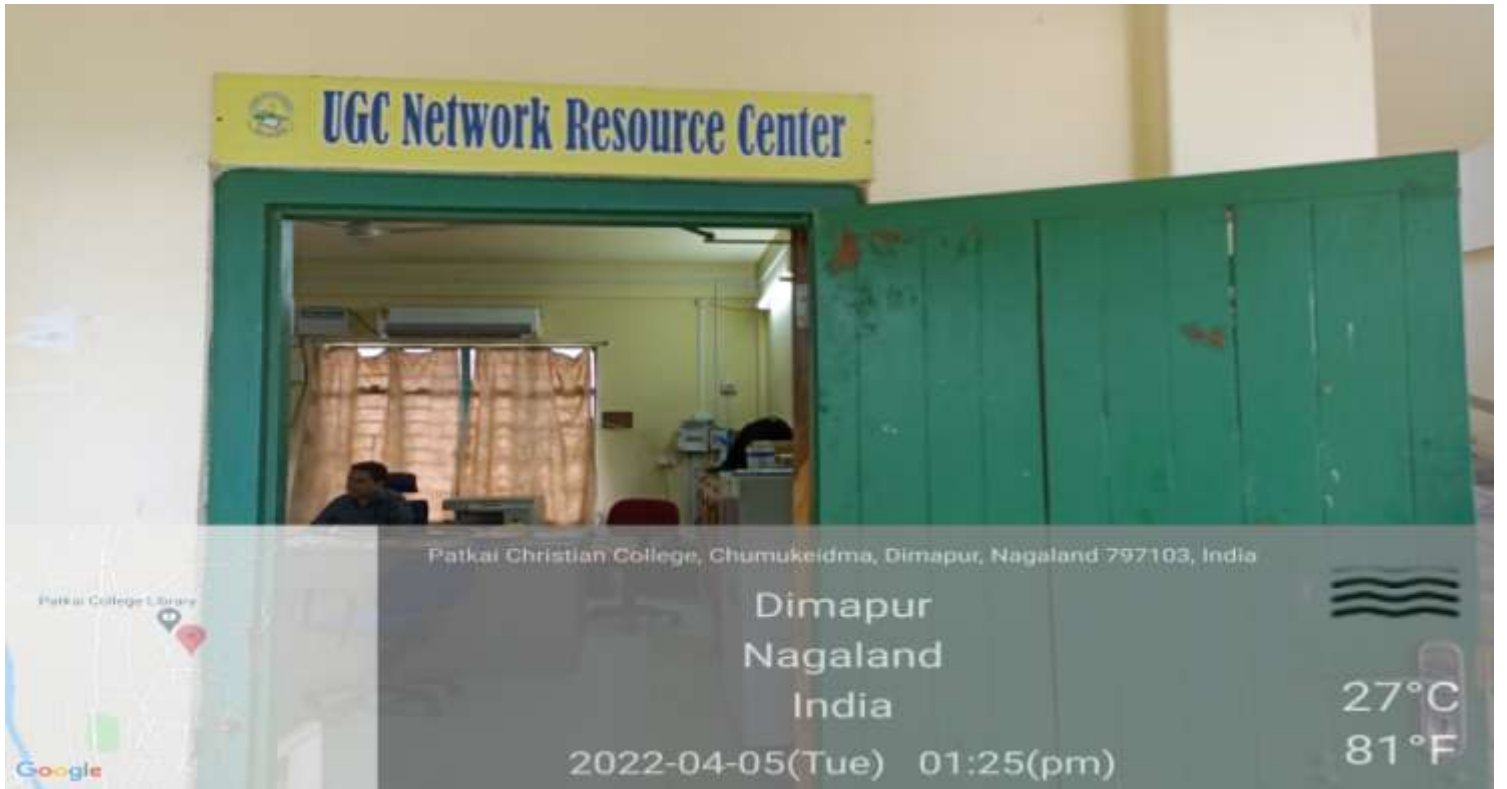 UGC Network Resource Center
Patkai Christian College, Chumukeidma, Dimapur, Nagaland 797103, India
Patkai College Library
Dimapur
Nagaland
India
27°C
81°F
2022-04-05(Tue) 01:25(pm)
Google